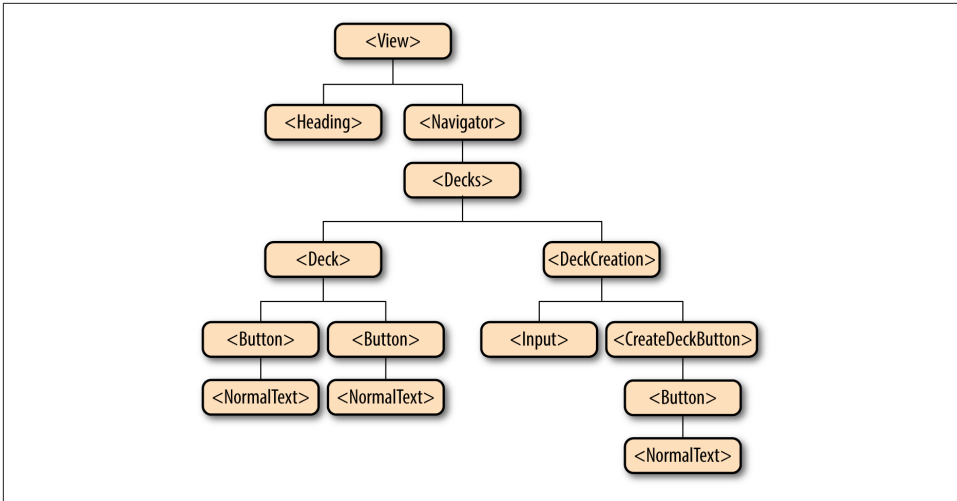 <View>
<Heading> <Navigator>
<Decks>
<Deck> <DeckCreation>
<Button> <Button> <Input> <CreateDeckButton>
<NormalText> <NormalText> <Button>
<NormalText>